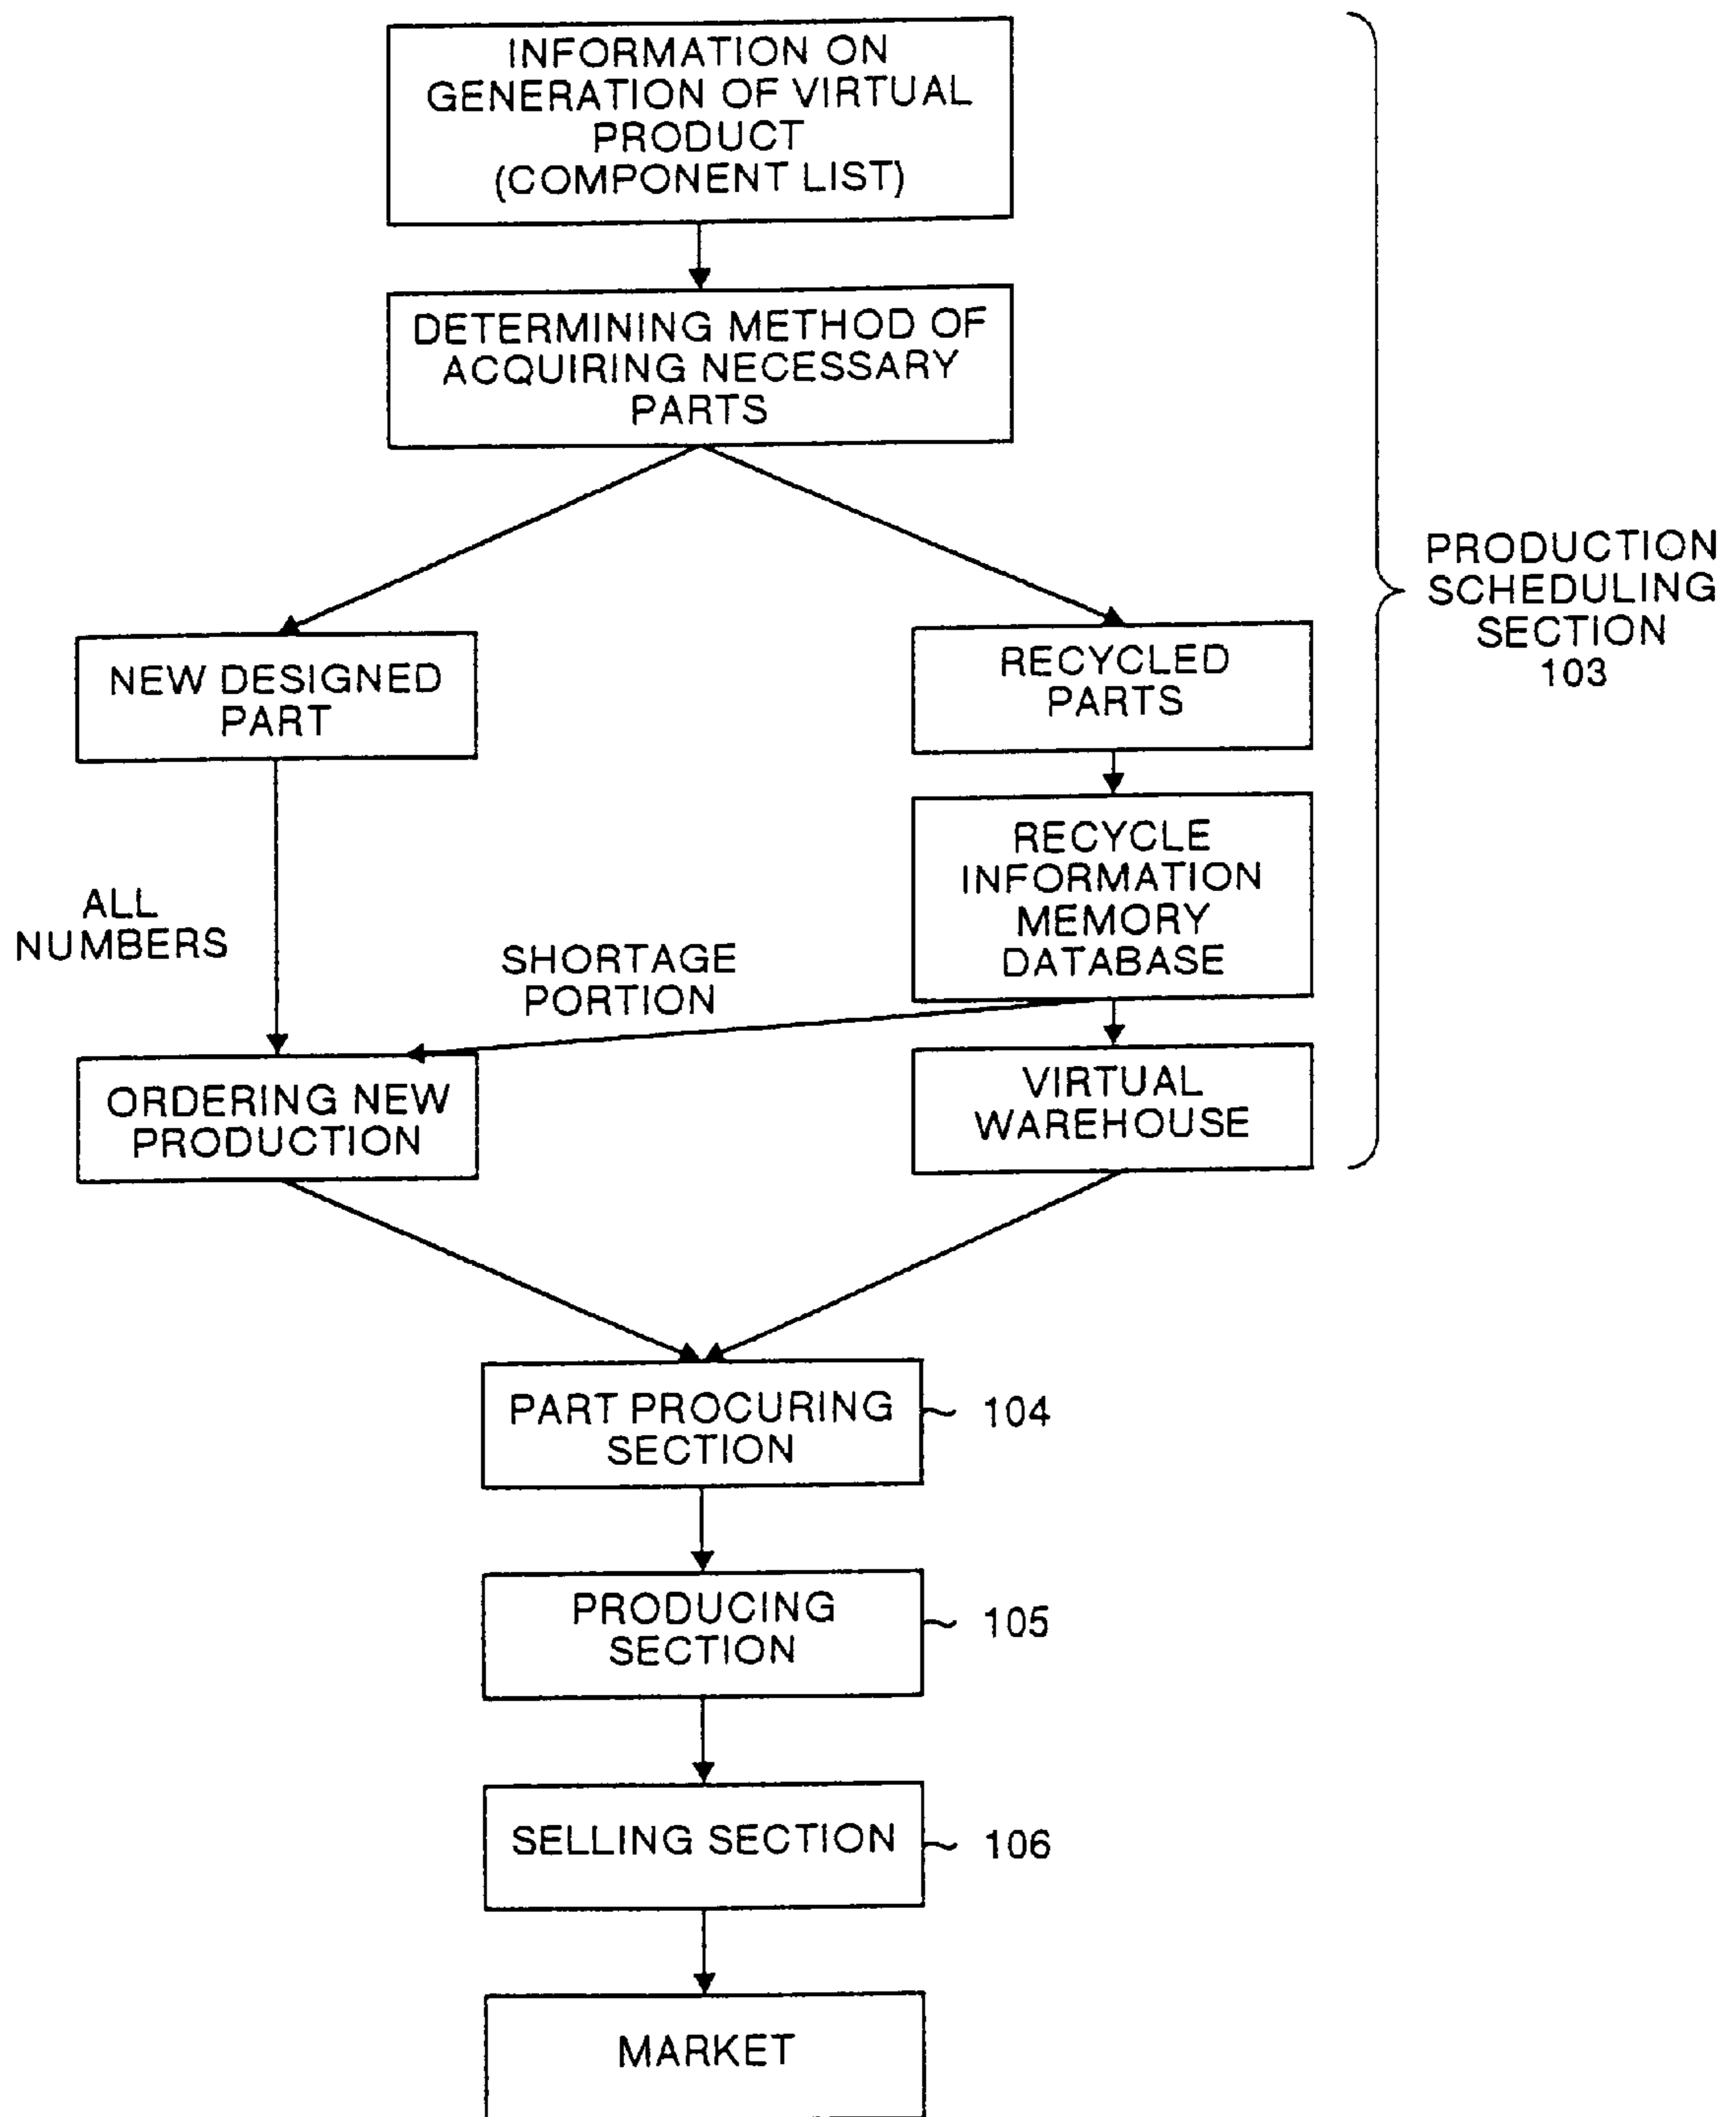 INFORMATION ON
GENERATION OF VIRTUAL
PRODUCT
(COMPONENT LIST)
DETERMINING METHOD OF
ACQUIRING NECESSARY
PARTS
PRODUCTION
SCHEDULING
SECTION
103
NEW DESIGNED
PART
RECYCLED
PARTS
RECYCLE
INFORMATION
MEMORY
DATABASE
ALL
NUMBERS
SHORTAGE
PORTION
ORDERING NEW
PRODUCTION
VIRTUAL
WAREHOUSE
PART PROCURING
SECTION
104
PRODUCING
SECTION
105
SELLING SECTION
106
MARKET